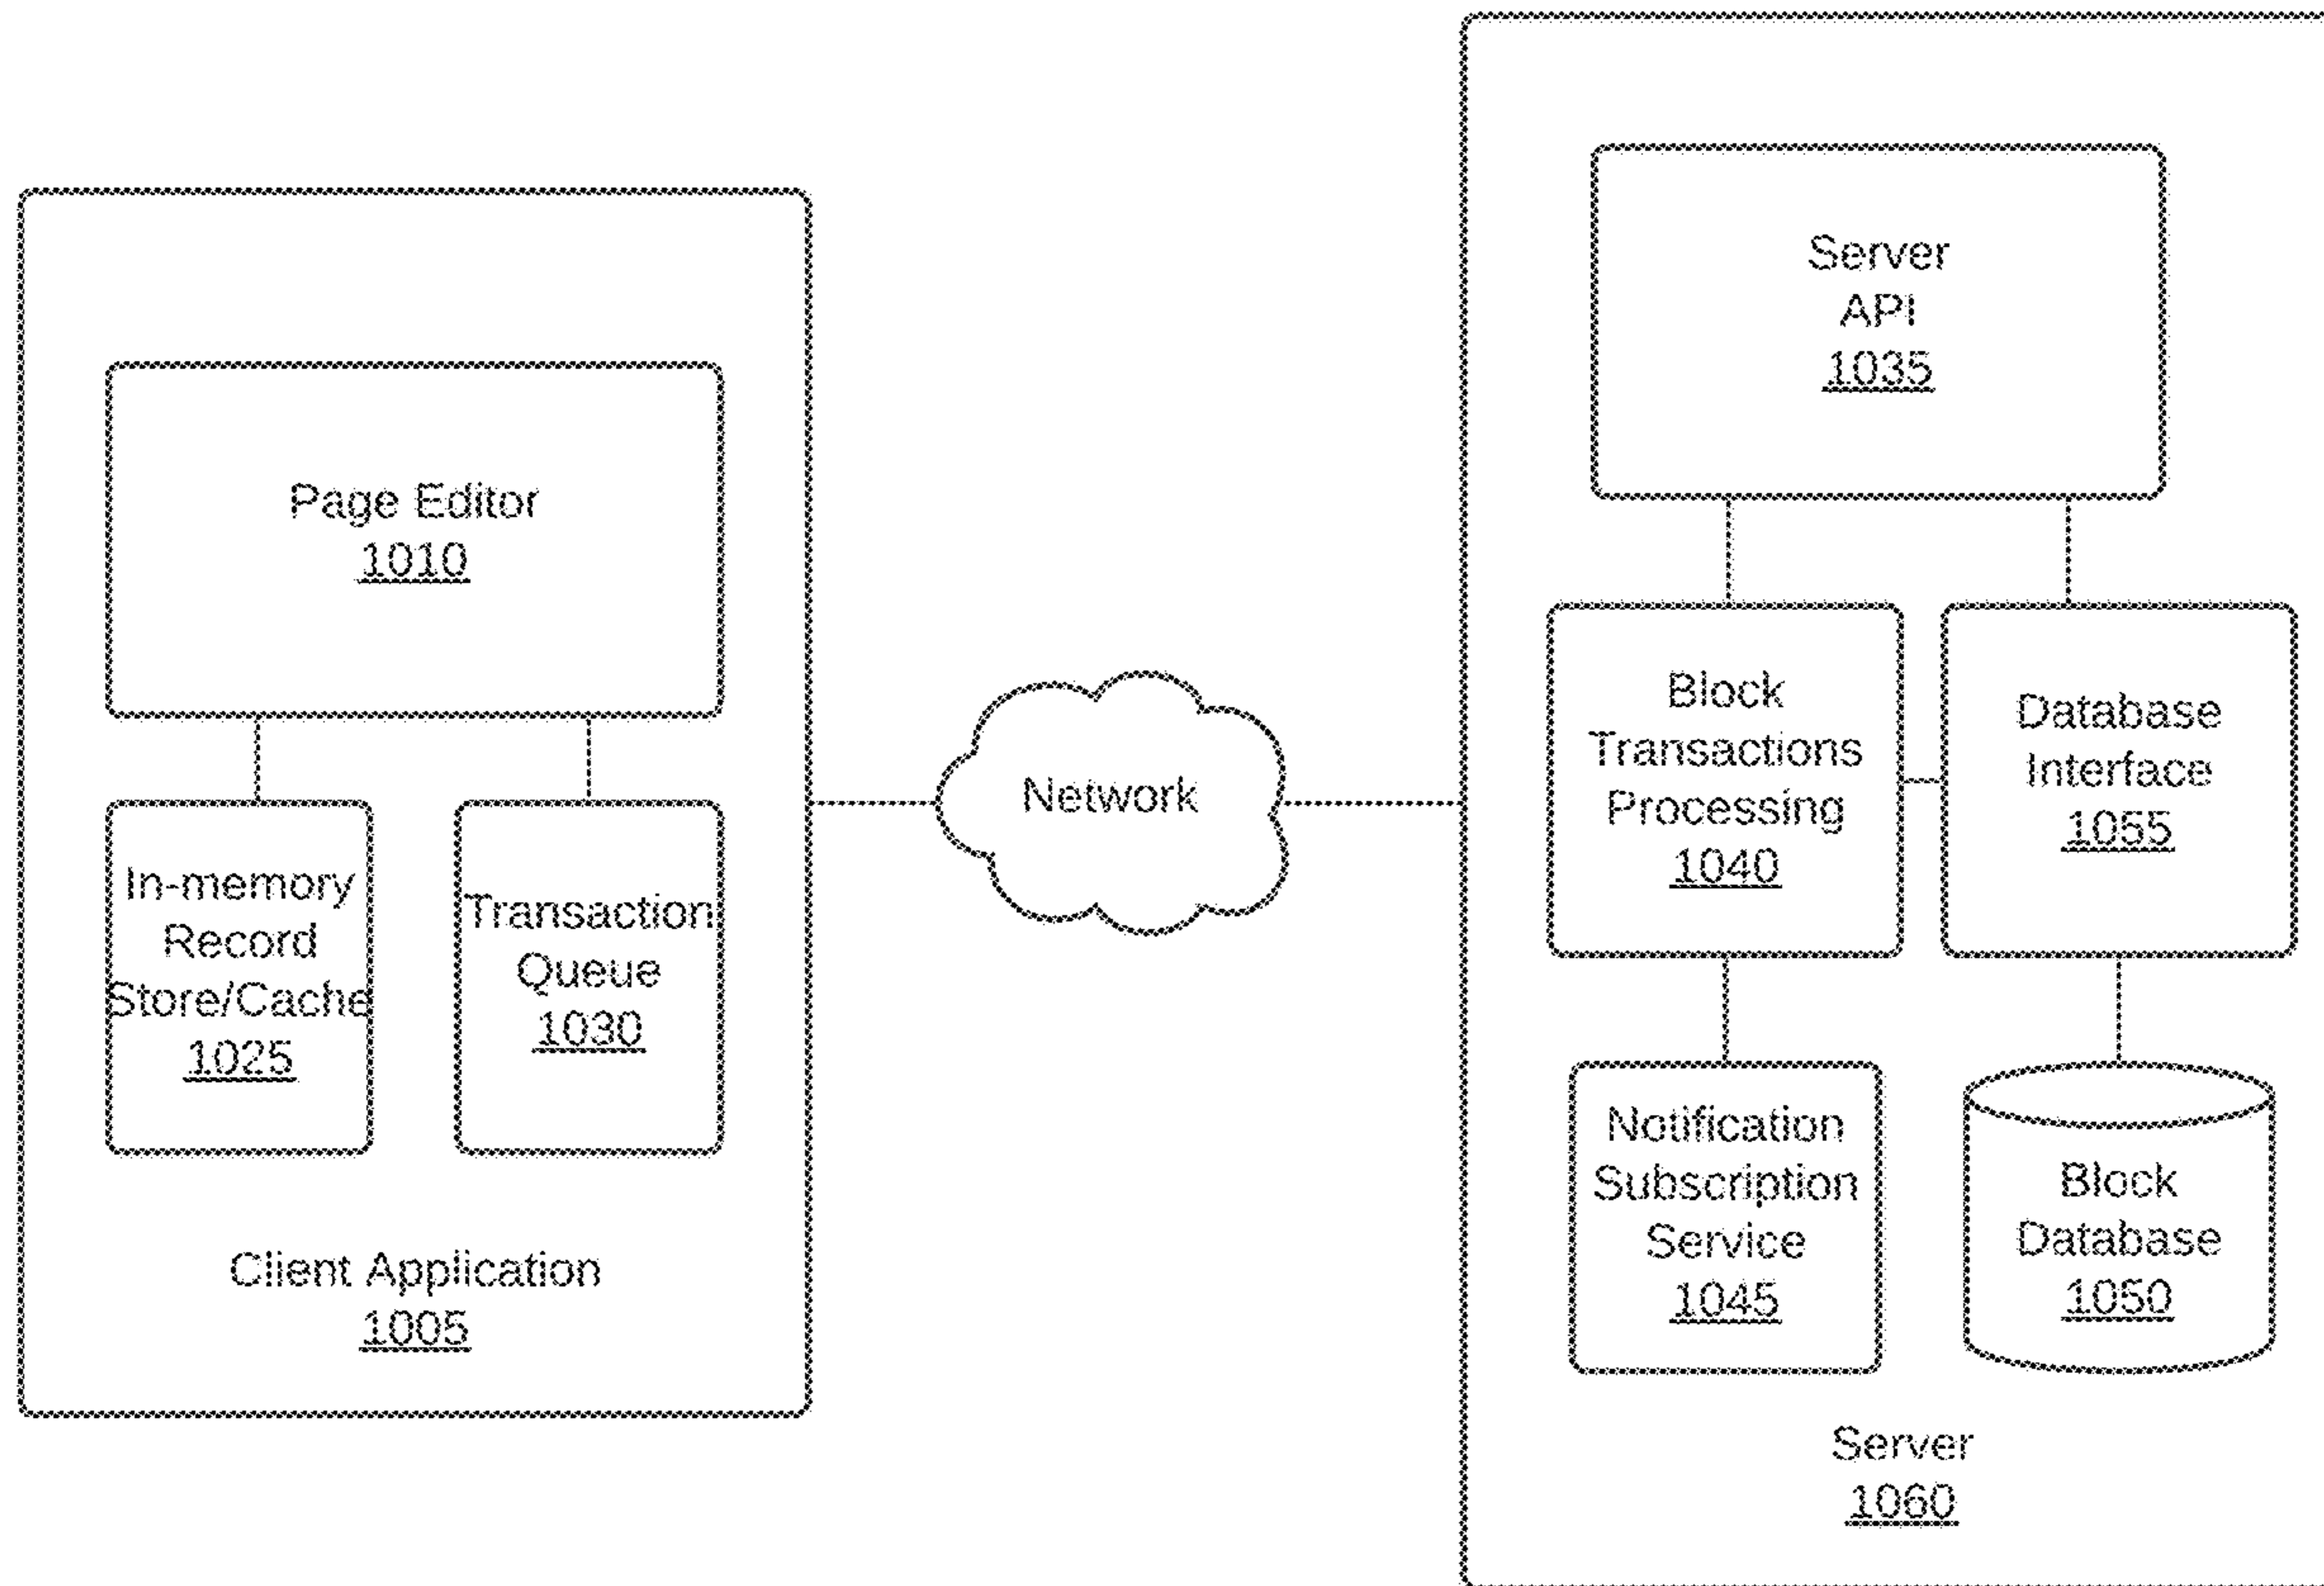 Page Editor
1010
In-memory
Record
Store/Cache
1025
Transaction
Queue
1030
Client Application
1005
Network
Server
API
1035
Block
Transactions
Processing
1040
Database
Interface
1055
Notification
Subscription
Service
1045
Block
Database
1050
Server
1060